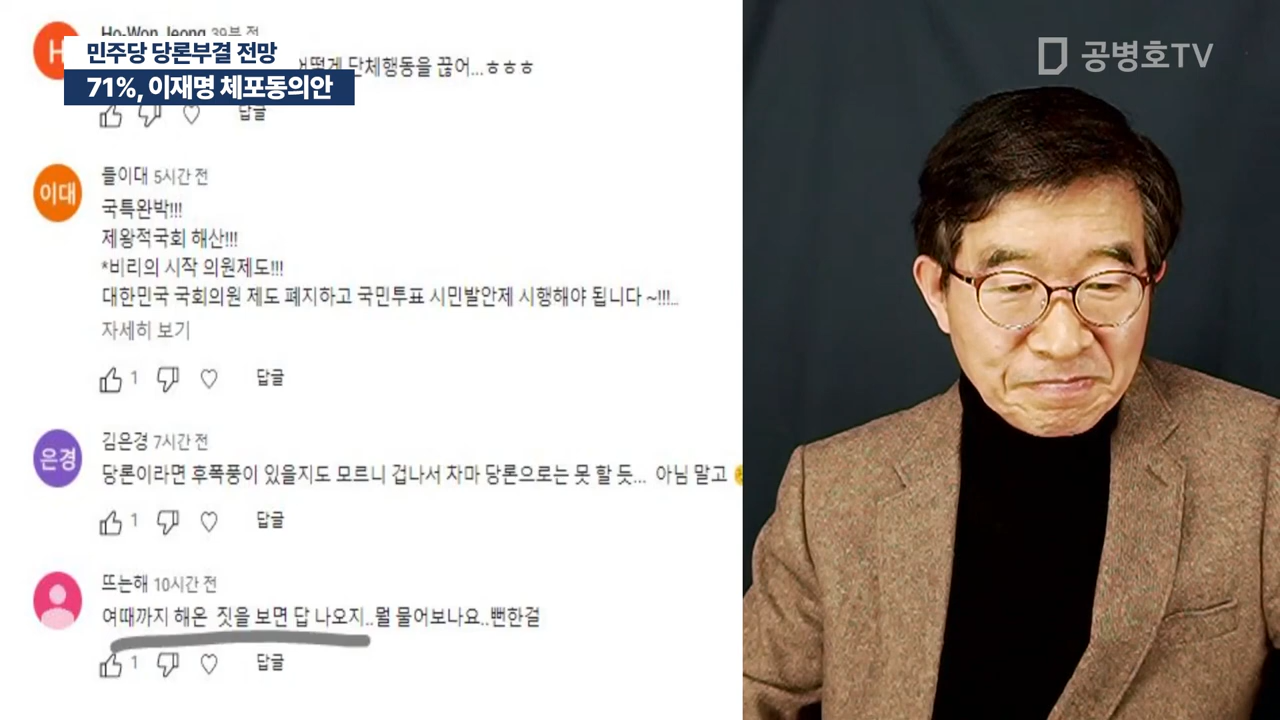 Ho-Won Jeong 39분 전
민주당 당론부결 전망
71%, 이재명 체포동의안
어떻게 단체행동을 끊어...ㅎㅎㅎ
답글
공병호TV
이대
들이대 5시간 전
국특완박!!!
제왕적국회 해산!!!
*비리의 시작 의원제도!!!
대한민국 국회의원 제도 폐지하고 국민투표 시민발안제 시행해야 됩니다 ~!!!...
자세히 보기
1 답글
은경
김은경 7시간 전
당론이라면 후폭풍이 있을지도 모르니 겁나서 차마 당론으로는 못 할 듯... 아님 말고
1 답글
뜨는해 10시간 전
여때까지 해온 짓을 보면 답 나오지..뭘 물어보나요..뻔한걸
1 답글